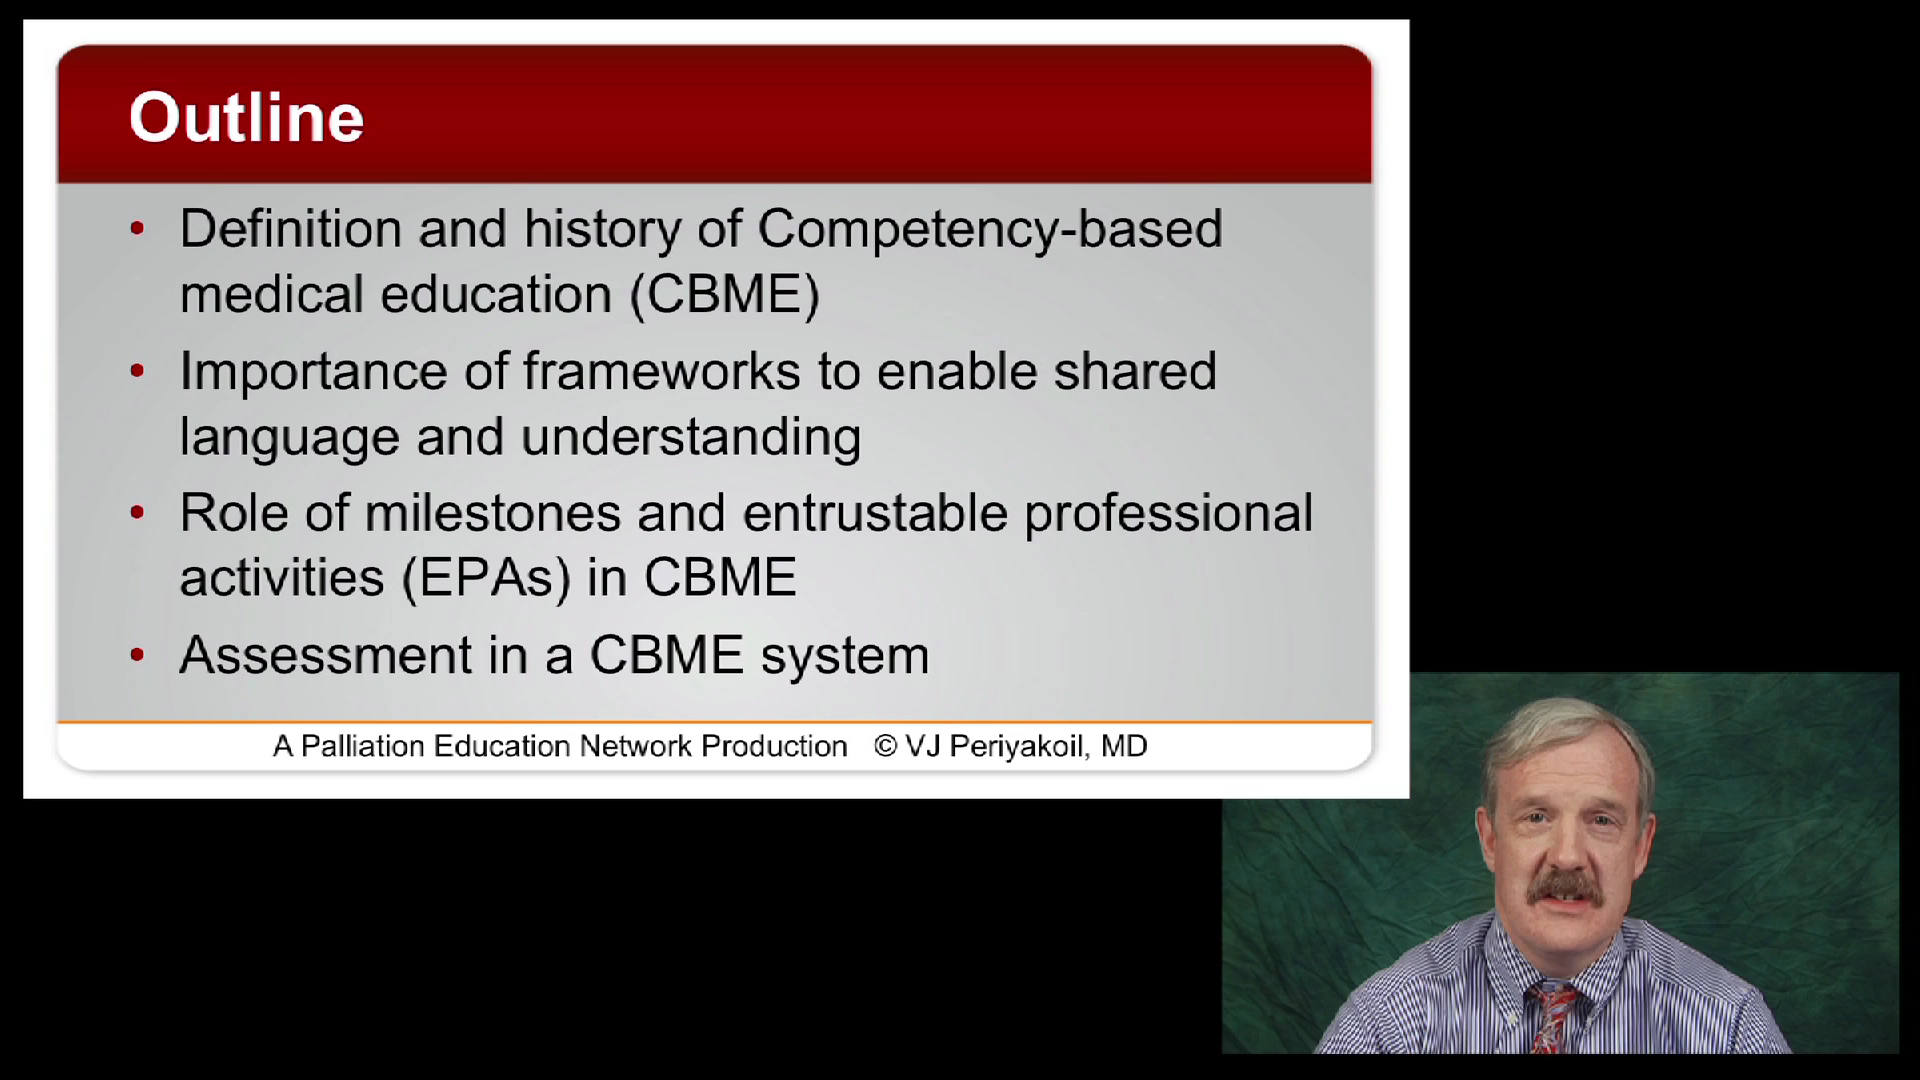 Outline
• Definition and history of Competency-based
medical education (CBME)
• Importance of frameworks to enable shared
language and understanding
• Role of milestones and entrustable professional
activities (EPAs) in CBME
• Assessment in a CBME system
A Palliation Education Network Production © VJ Periyakoil, MD